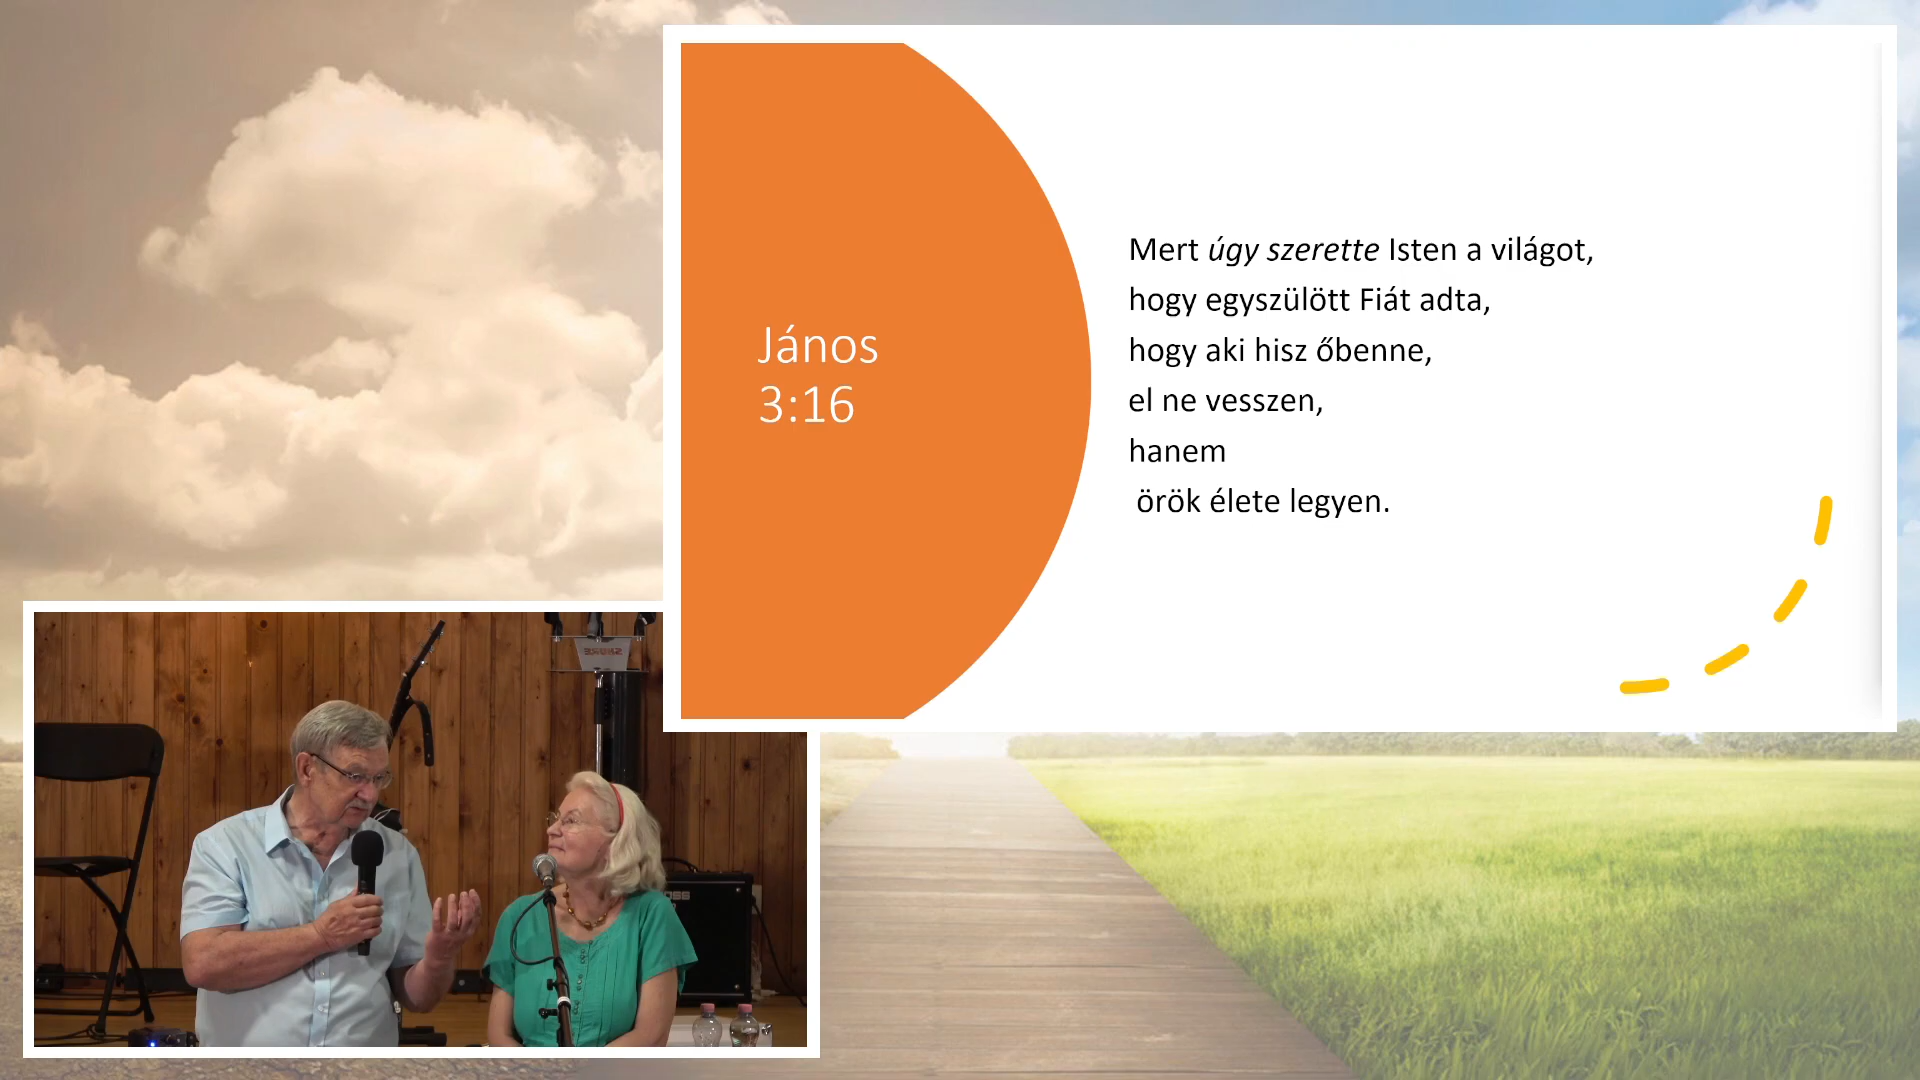 János
3:16
Mert úgy szerette Isten a világot,
hogy egyszülött Fiát adta,
hogy aki hisz őbenne,
el ne vesszen,
hanem
örök élete legyen.